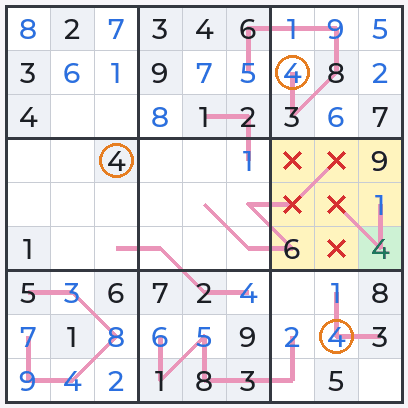 8 2 7 3 4 6 1 9 5
3 6 1 9 7 5 4 8 2
4 8 1 2 3 6 7
4 1 × × 9
× × 1
1 6 × 4
5 3 6 7 2 4 1 8
7 1 8 6 5 9 2 4 3
9 4 2 1 8 3 5